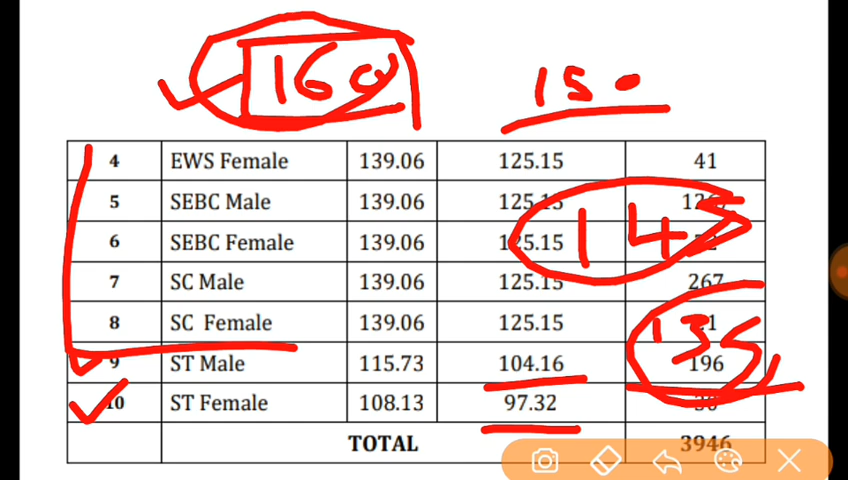 160 150
4 EWS Female 139.06 125.15 41
5 SEBC Male 139.06 125.15
6 SEBC Female 139.06 125.15
145
7 SC Male 139.06 125.15 267
8 SC Female 139.06 125.15
135
9 ST Male 115.73 104.16 196
10 ST Female 108.13 97.32
TOTAL 3946